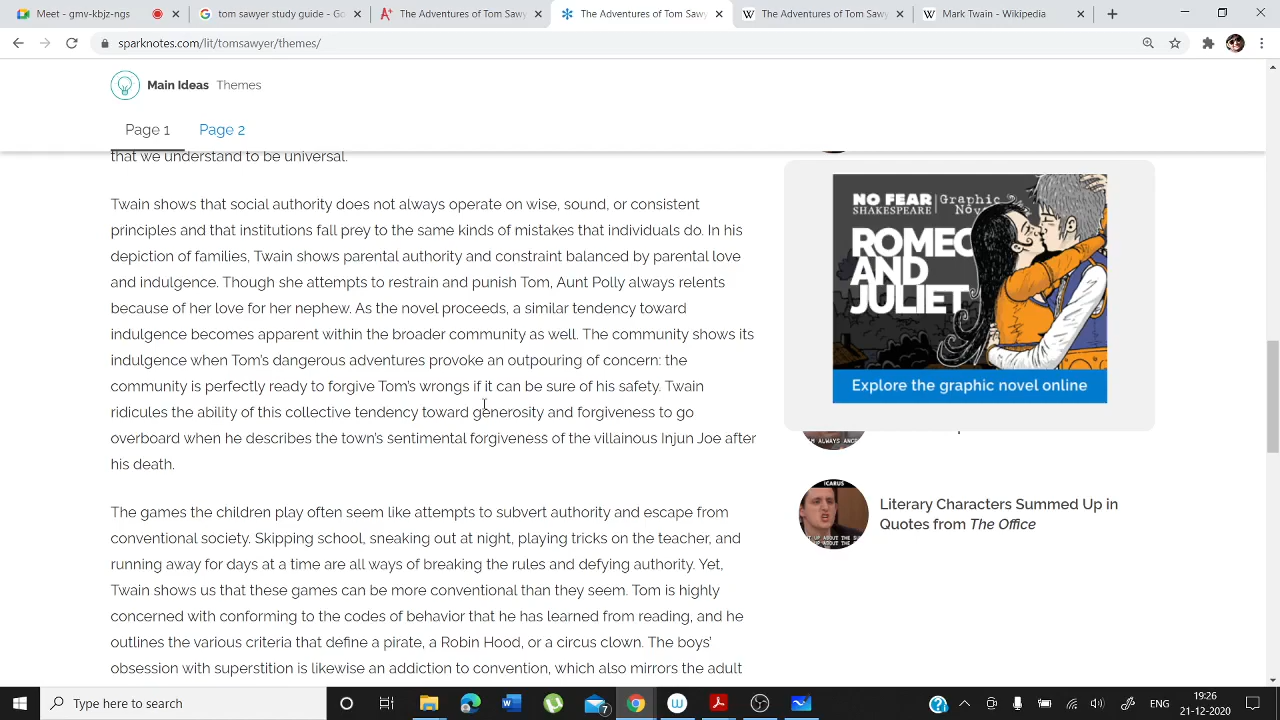 Meet - gmv-kbjz-
Google study guide - Go
The Adventures of Tom Sawy
The Adventures of Tom Sawy
The Adventures of Tom Sawy
Mark Twain - Wikipedia
sparknotes.com/lit/tomsawyer/themes/
Main Ideas Themes
Page 1 Page 2
that we understand to be universal.
Twain shows that social authority does not always operate on wise, sound, or consistent
principles and that institutions fall prey to the same kinds of mistakes that individuals do. In his
depiction of families, Twain shows parental authority and constraint balanced by parental love
and indulgence. Though she attempts to restrain and punish Tom, Aunt Polly always relents
because of her love for her nephew. As the novel proceeds, a similar tendency toward
indulgence becomes apparent within the broader community as well. The community shows its
indulgence when Tom's dangerous adventures provoke an outpouring of concern: the
community is perfectly ready to forgive Tom's wrongs if it can be sure of his safety. Twain
ridicules the ability of this collective tendency toward generosity and forgiveness to go
overboard when he describes the town's sentimental forgiveness of the villainous Injun Joe after
his death.
The games the children play often seem like attempts to subvert authority and escape from
conventional society. Skipping school, sneaking out at night, playing tricks on the teacher, and
running away for days at a time are all ways of breaking the rules and defying authority. Yet,
Twain shows us that these games can be more conventional than they seem. Tom is highly
concerned with conforming to the codes of behavior that he has learned from reading, and he
outlines the various criteria that define a pirate, a Robin Hood, or a circus clown. The boys'
obsession with superstition is likewise an addiction to convention, which also mirrors the adult
NO FEAR
SHAKESPEARE
Graphic
Novel
ROMEO
AND
JULIET
Explore the graphic novel online
ICARUS
Literary Characters Summed Up in
Quotes from The Office
Type here to search
7
ENG
19:26
21-12-2020